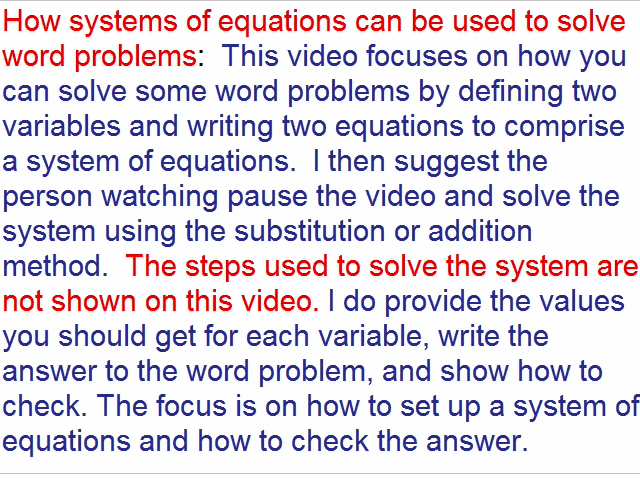 How systems of equations can be used to solve
word problems:  This video focuses on how you
can solve some word problems by defining two
variables and writing two equations to comprise
a system of equations.  I then suggest the
person watching pause the video and solve the
system using the substitution or addition
method.  The steps used to solve the system are
not shown on this video. I do provide the values
you should get for each variable, write the
answer to the word problem, and show how to
check. The focus is on how to set up a system of
equations and how to check the answer.